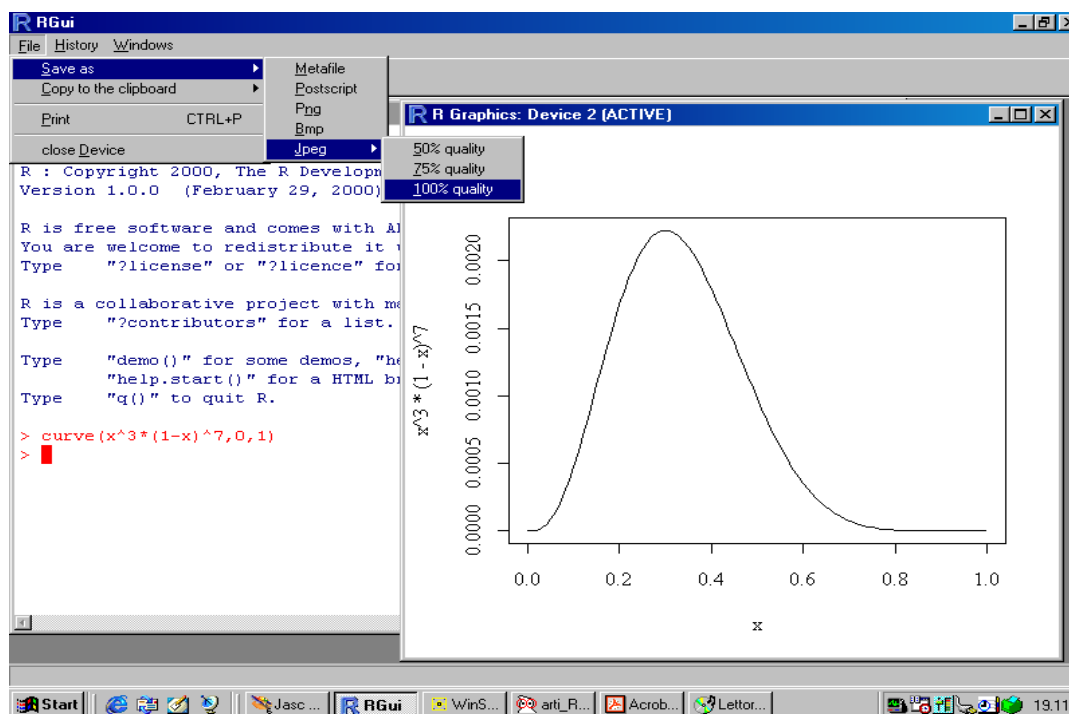 RGui
File History Windows
Save as
Copy to the clipboard
Print CTRL+P
close Device
Metafile
Postscript
Png
Bmp
Jpeg
50% quality
75% quality
100% quality
R : Copyright 2000, The R Developm
Version 1.0.0 (February 29, 2000)
R is free software and comes with
You are welcome to redistribute it
Type "?license" or "?licence" for
R is a collaborative project with
Type "?contributors" for a list.
Type "demo()" for some demos,
"help.start()" for a HTML
Type "q()" to quit R.
> curve(x^3*(1-x)^7,0,1)
>
R Graphics: Device 2 (ACTIVE)
x^3 * (1 - x)^7
0.0020
0.0015
0.0010
0.0005
0.0000
0.0 0.2 0.4 0.6 0.8 1.0
x
Start Jasc ... RGui WinS... arti_R... Acrob... Lettor... 19.11